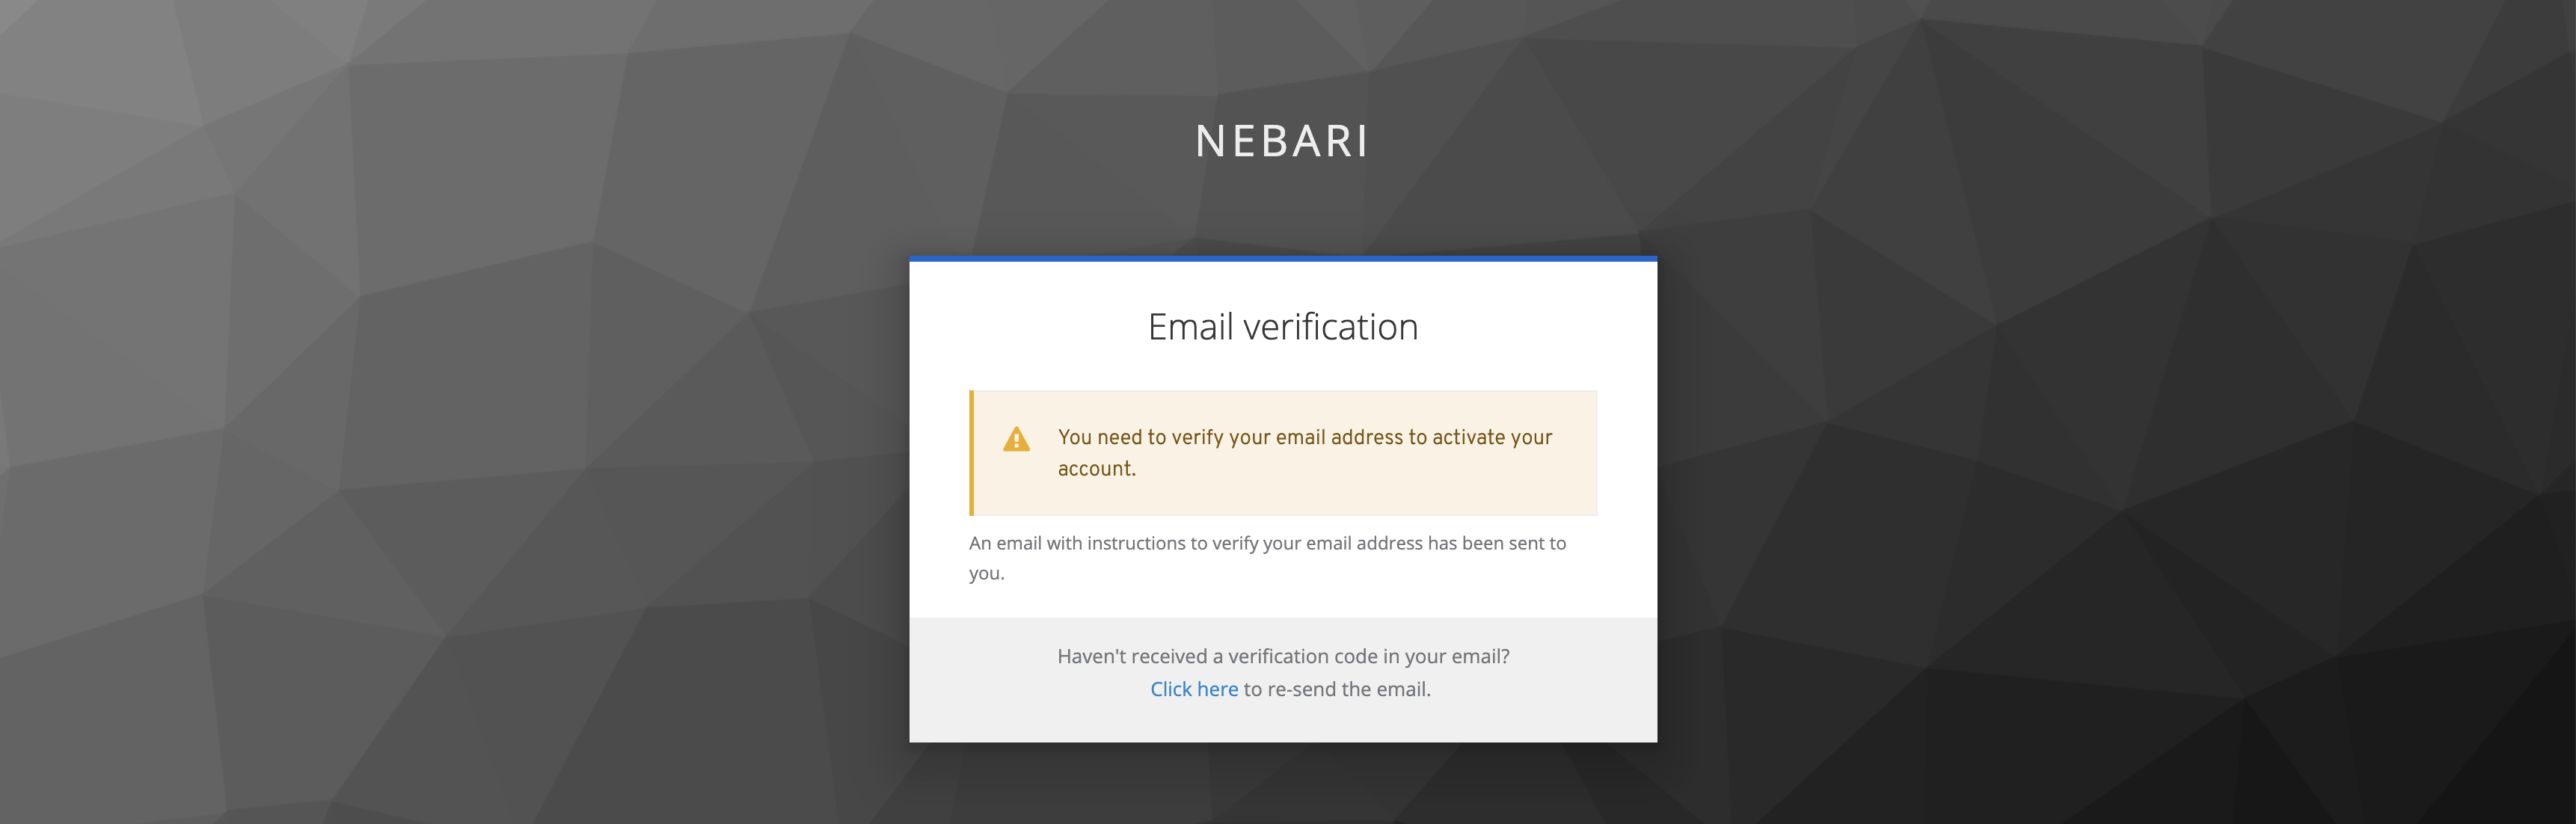 NEBARI
Email verification
You need to verify your email address to activate your
account.
An email with instructions to verify your email address has been sent to
you.
Haven't received a verification code in your email?
Click here to re-send the email.